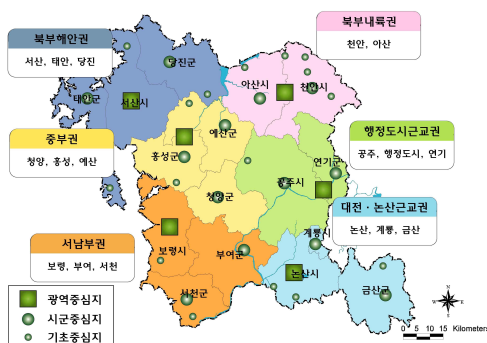 북부해안권
서산, 태안, 당진
북부내륙권
천안, 아산
당진군
태안군
서산시
아산시
천안시
중부권
청양, 홍성, 예산
예산군
홍성군
청양군
행정도시근교권
공주, 행정도시, 연기
연기군
공주시
대전·논산근교권
논산, 계룡, 금산
계룡시
서남부권
보령, 부여, 서천
보령시
부여군
논산시
금산군
서천군
광역중심지
시군중심지
기초중심지
N
W
E
S
0 5 10 15 Kilometers